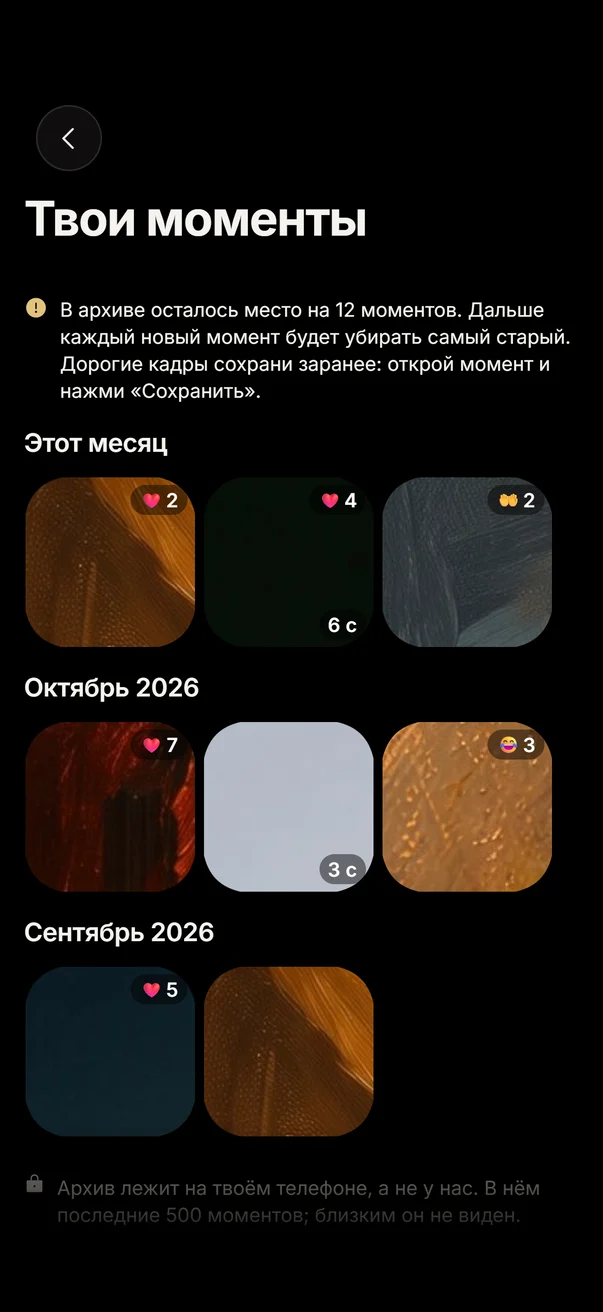 Твои моменты
В архиве осталось место на 12 моментов. Дальше
каждый новый момент будет убирать самый старый.
Дорогие кадры сохрани заранее: открой момент и
нажми «Сохранить».
Этот месяц
❤️ 2
❤️ 4
🤲 2
6 с
Октябрь 2026
❤️ 7
😂 3
3 с
Сентябрь 2026
❤️ 5
Архив лежит на твоём телефоне, а не у нас. В нём
последние 500 моментов; близким он не виден.